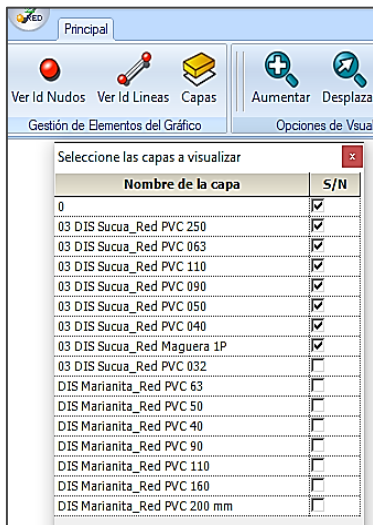 RED
Principal
Ver Id Nudos Ver Id Lineas Capas Aumentar Desplaza
Gestión de Elementos del Gráfico Opciones de Visua
Seleccione las capas a visualizar x
Nombre de la capa S/N
0
03 DIS Sucua_Red PVC 250
03 DIS Sucua_Red PVC 063
03 DIS Sucua_Red PVC 110
03 DIS Sucua_Red PVC 090
03 DIS Sucua_Red PVC 050
03 DIS Sucua_Red PVC 040
03 DIS Sucua_Red Maguera 1P
03 DIS Sucua_Red PVC 032
DIS Marianita_Red PVC 63
DIS Marianita_Red PVC 50
DIS Marianita_Red PVC 40
DIS Marianita_Red PVC 90
DIS Marianita_Red PVC 110
DIS Marianita_Red PVC 160
DIS Marianita_Red PVC 200 mm